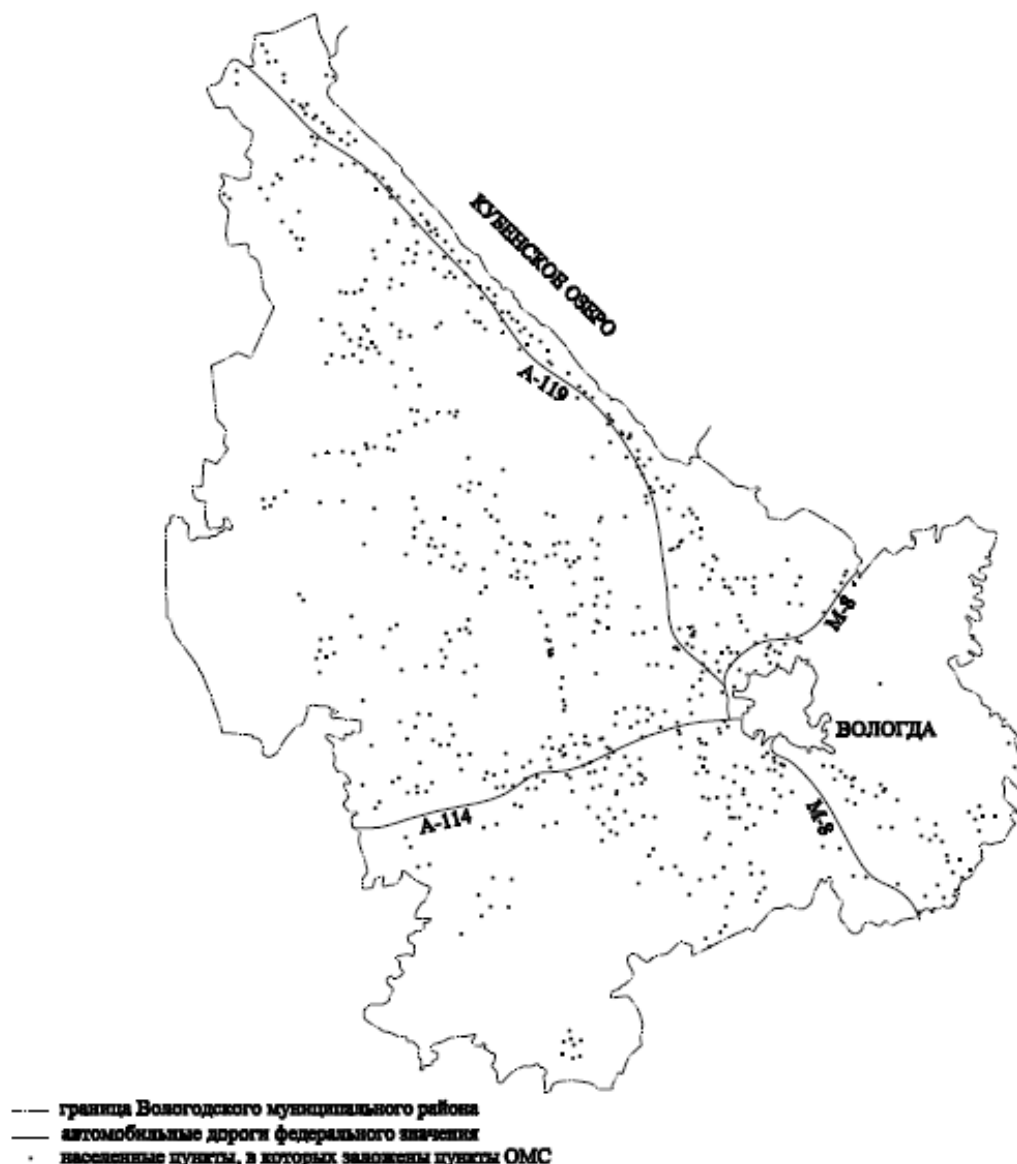 КУБЕНСКОЕ ОЗЕРО
А-119
М-8
ВОЛОГДА
А-114
М-8
граница Вологодского муниципального района
автомобильные дороги федерального значения
населенные пункты, в которых заложены пункты ОМС